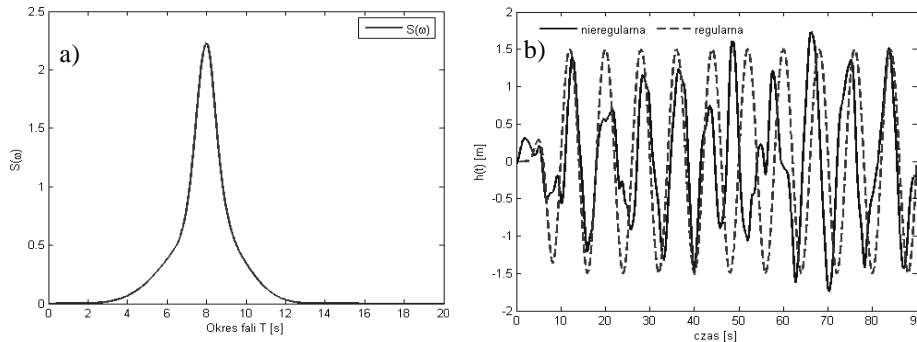 a)
S(ω)
2.5
2
1.5
1
0.5
0
S(ω)
0 2 4 6 8 10 12 14 16 18 20
Okres fali T [s]
b)
nieregularna regularna
2
1.5
1
0.5
0
-0.5
-1
-1.5
-2
h(t) [m]
0 10 20 30 40 50 60 70 80 90
czas [s]